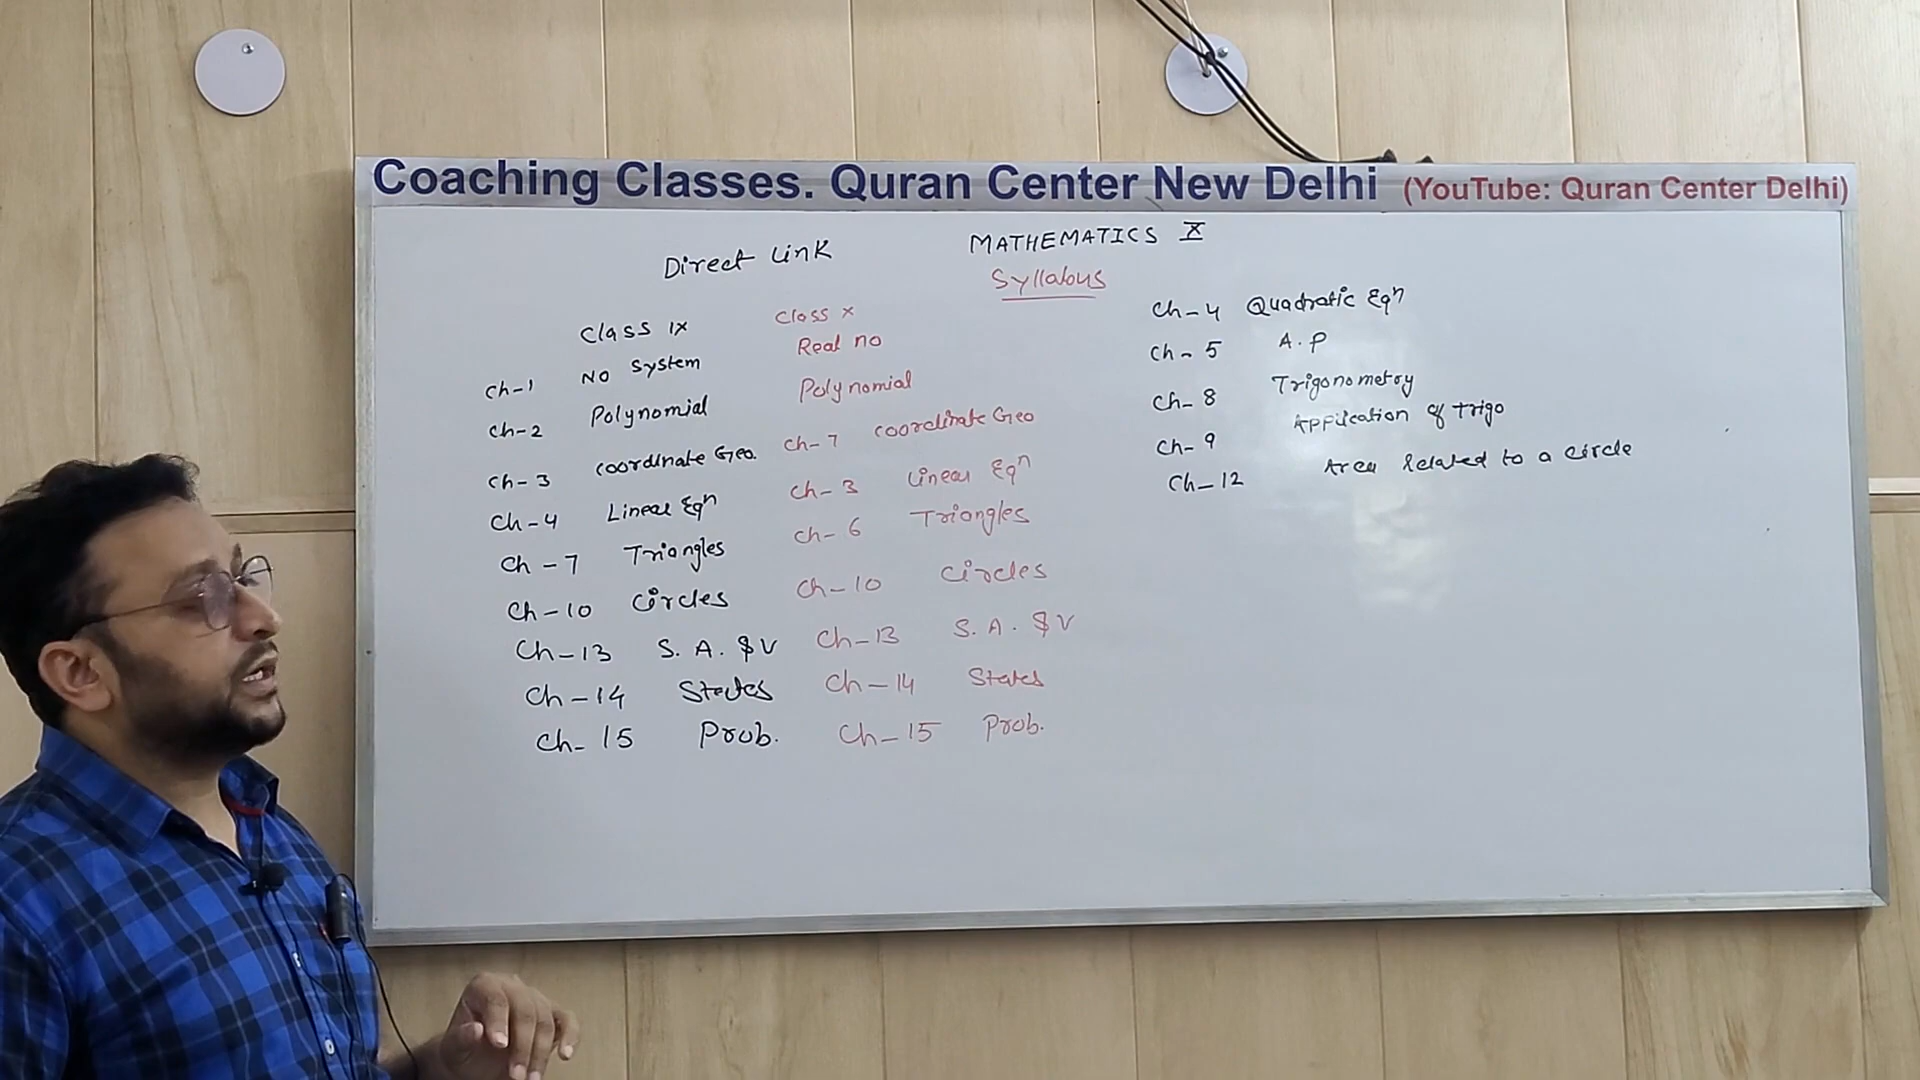 Coaching Classes. Quran Center New Delhi (YouTube: Quran Center Delhi)
MATHEMATICS X
Syllabus
Direct Link
Class IX Class X
Ch-1 No System Real no
Ch-2 Polynomial Polynomial
Ch-3 Coordinate Geo. Ch-7 Coordinate Geo
Ch-4 Linear Eqn Ch-3 Linear Eqn
Ch-7 Triangles Ch-6 Triangles
Ch-10 Circles Ch-10 Circles
Ch-13 S. A. & V Ch-13 S. A. & V
Ch-14 States Ch-14 States
Ch-15 Prob. Ch-15 Prob.
Ch-4 Quadratic Eqn
Ch-5 A.P
Ch-8 Trigonometry
Ch-9 Application of Trigo
Ch-12 Area Related to a circle